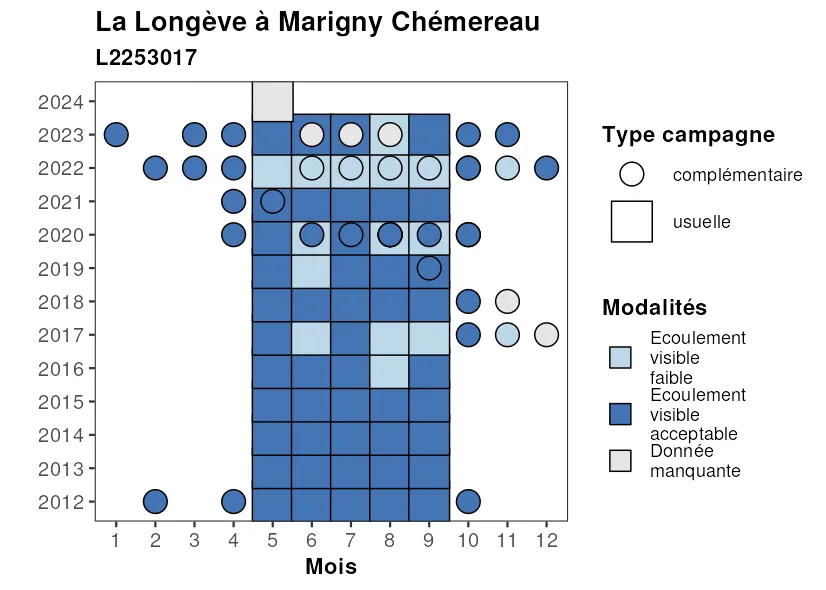 La Longève à Marigny Chémereau
L2253017
2024
2023
2022
2021
2020
2019
2018
2017
2016
2015
2014
2013
2012
1 2 3 4 5 6 7 8 9 10 11 12
Mois
Type campagne
complémentaire
usuelle
Modalités
Ecoulement
visible
faible
Ecoulement
visible
acceptable
Donnée
manquante